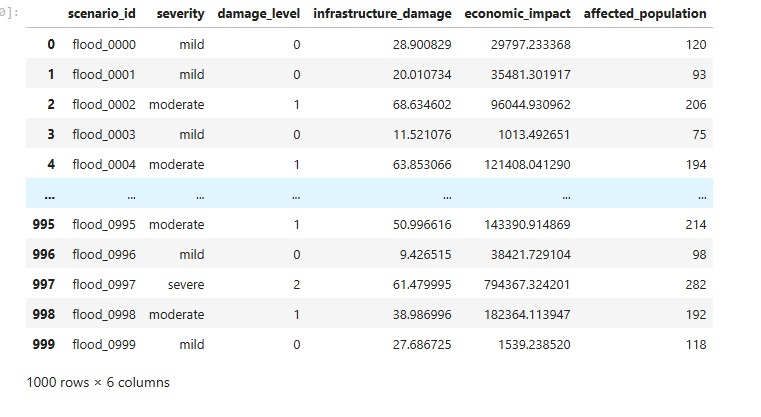 0]:
scenario_id severity damage_level infrastructure_damage economic_impact affected_population
0 flood_0000 mild 0 28.900829 29797.233368 120
1 flood_0001 mild 0 20.010734 35481.301917 93
2 flood_0002 moderate 1 68.634602 96044.930962 206
3 flood_0003 mild 0 11.521076 1013.492651 75
4 flood_0004 moderate 1 63.853066 121408.041290 194
... ... ... ... ... ... ...
995 flood_0995 moderate 1 50.996616 143390.914869 214
996 flood_0996 mild 0 9.426515 38421.729104 98
997 flood_0997 severe 2 61.479995 794367.324201 282
998 flood_0998 moderate 1 38.986996 182364.113947 192
999 flood_0999 mild 0 27.686725 1539.238520 118
1000 rows × 6 columns